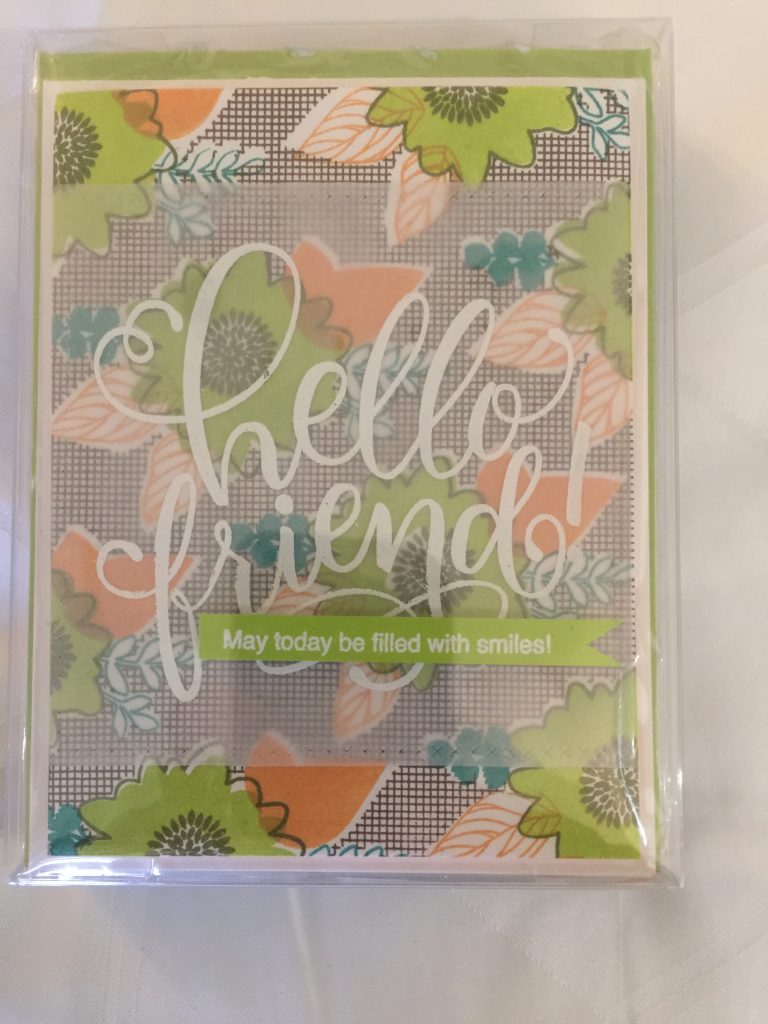 hello
friend!
May today be filled with smiles!